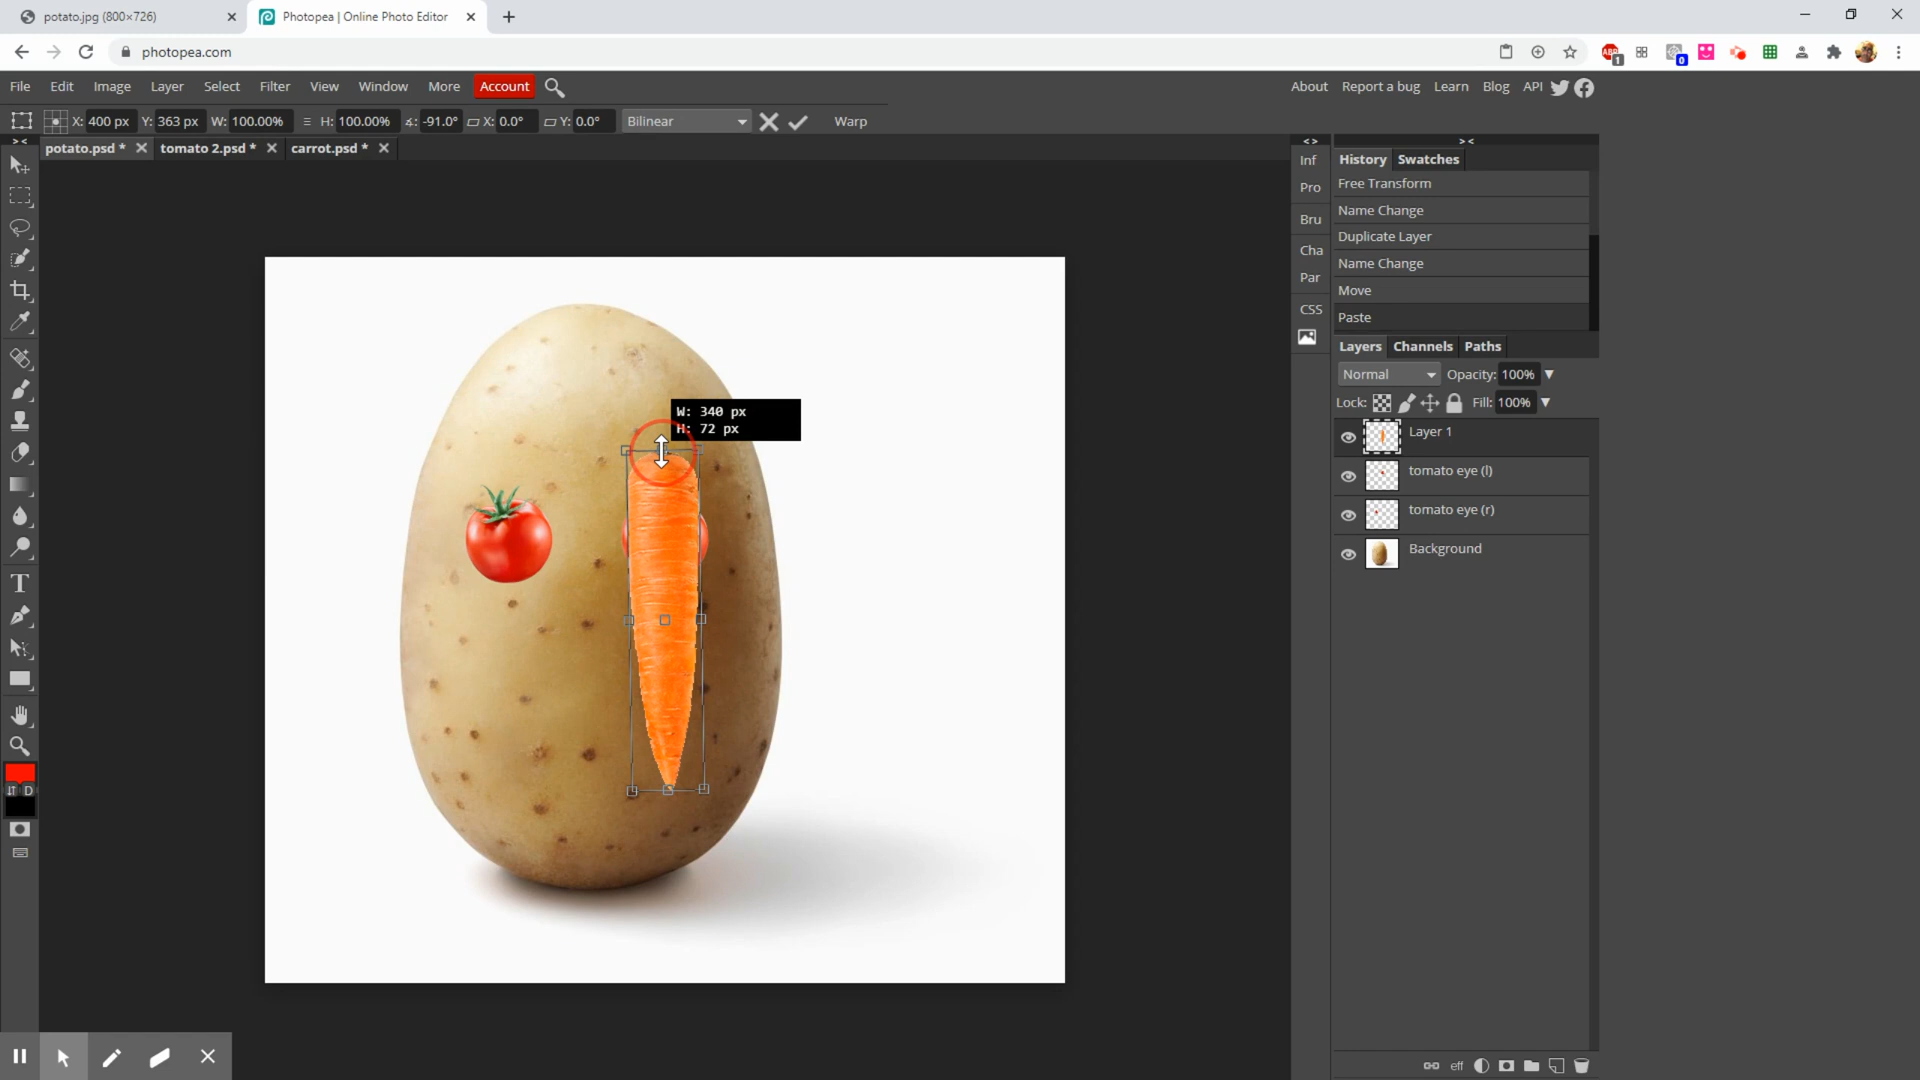 potato.jpg (800×726)
Photopea | Online Photo Editor
photopea.com
1
0
File Edit Image Layer Select Filter View Window More Account
About Report a bug Learn Blog API
X: 400 px Y: 363 px W: 100.00% H: 100.00% ∡: -91.0° X: 0.0° Y: 0.0° Bilinear Warp
potato.psd * tomato 2.psd * carrot.psd *
W: 340 px
H: 72 px
D
T
Inf
Pro
Bru
Cha
Par
CSS
History Swatches
Free Transform
Name Change
Duplicate Layer
Name Change
Move
Paste
Layers Channels Paths
Normal Opacity: 100%
Lock: Fill: 100%
Layer 1
tomato eye (l)
tomato eye (r)
Background
eff